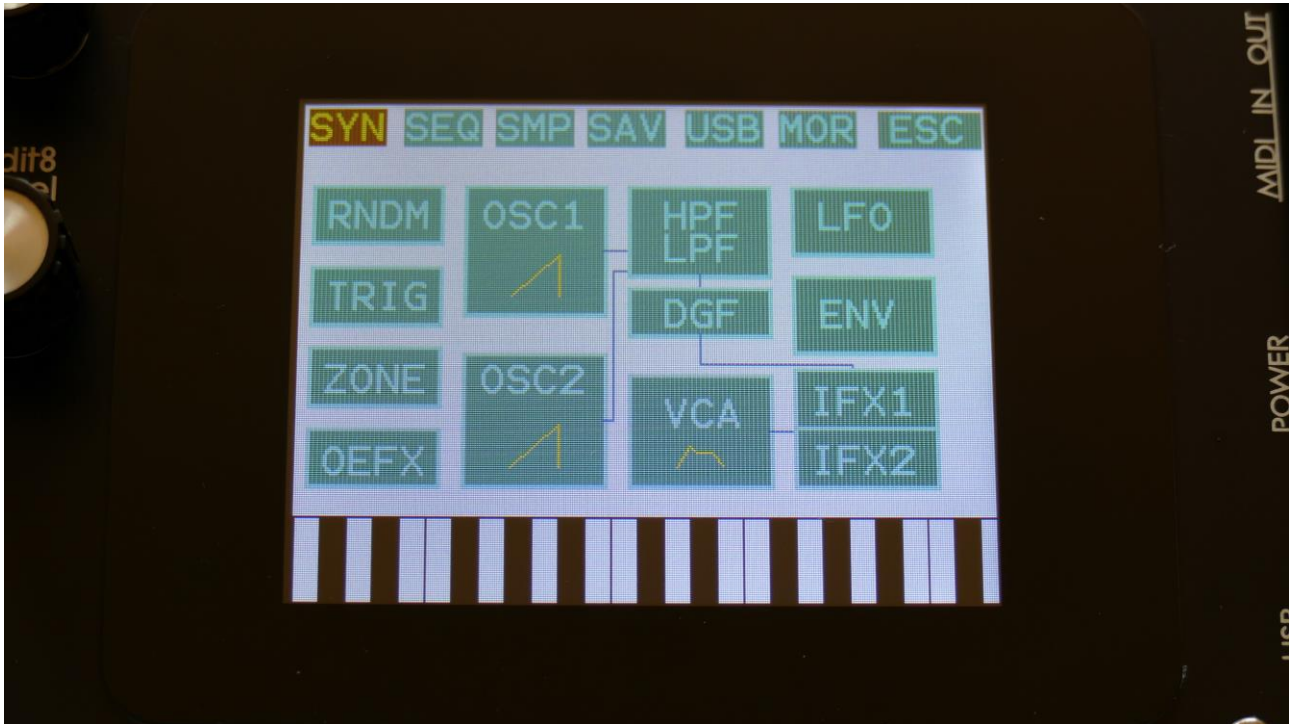 SYN SEQ SMP SAV USB MOR ESC
RNDM
OSC1
HPF
LPF
LFO
TRIG
DGF
ENV
ZONE
OSC2
VCA
IFX1
OEFX
IFX2
MIDI IN OUT
POWER
USB